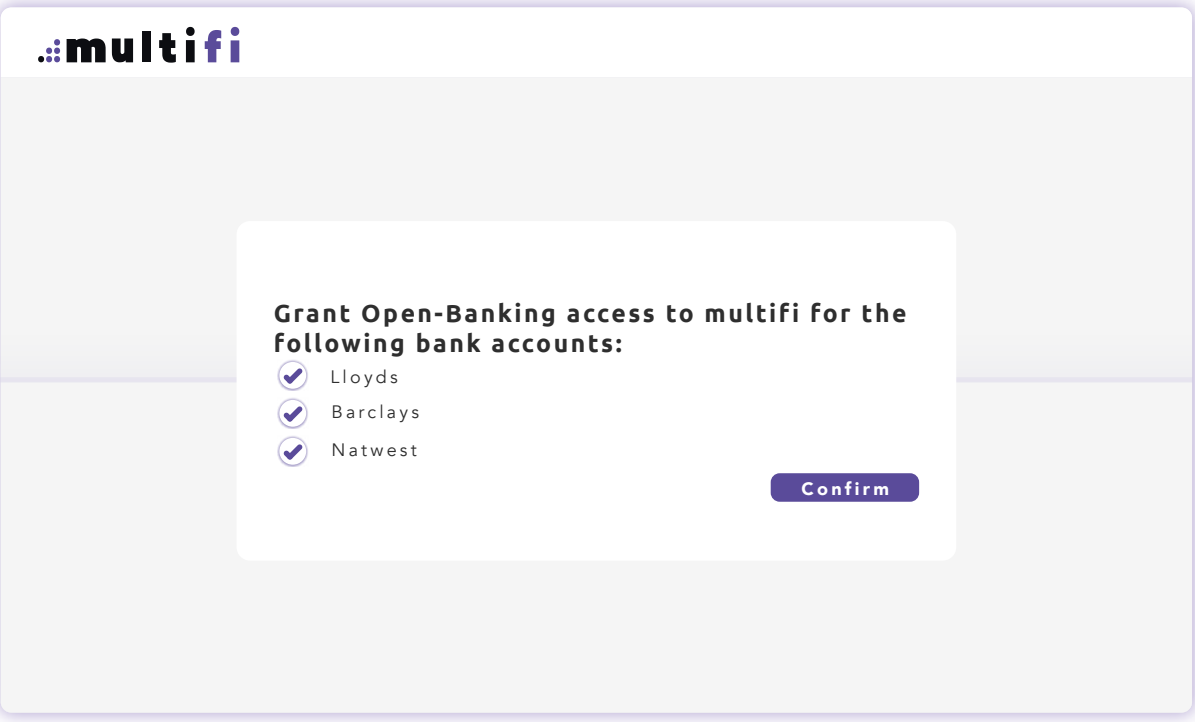 multifi
Grant Open-Banking access to multifi for the
following bank accounts:
Lloyds
Barclays
Natwest
Confirm